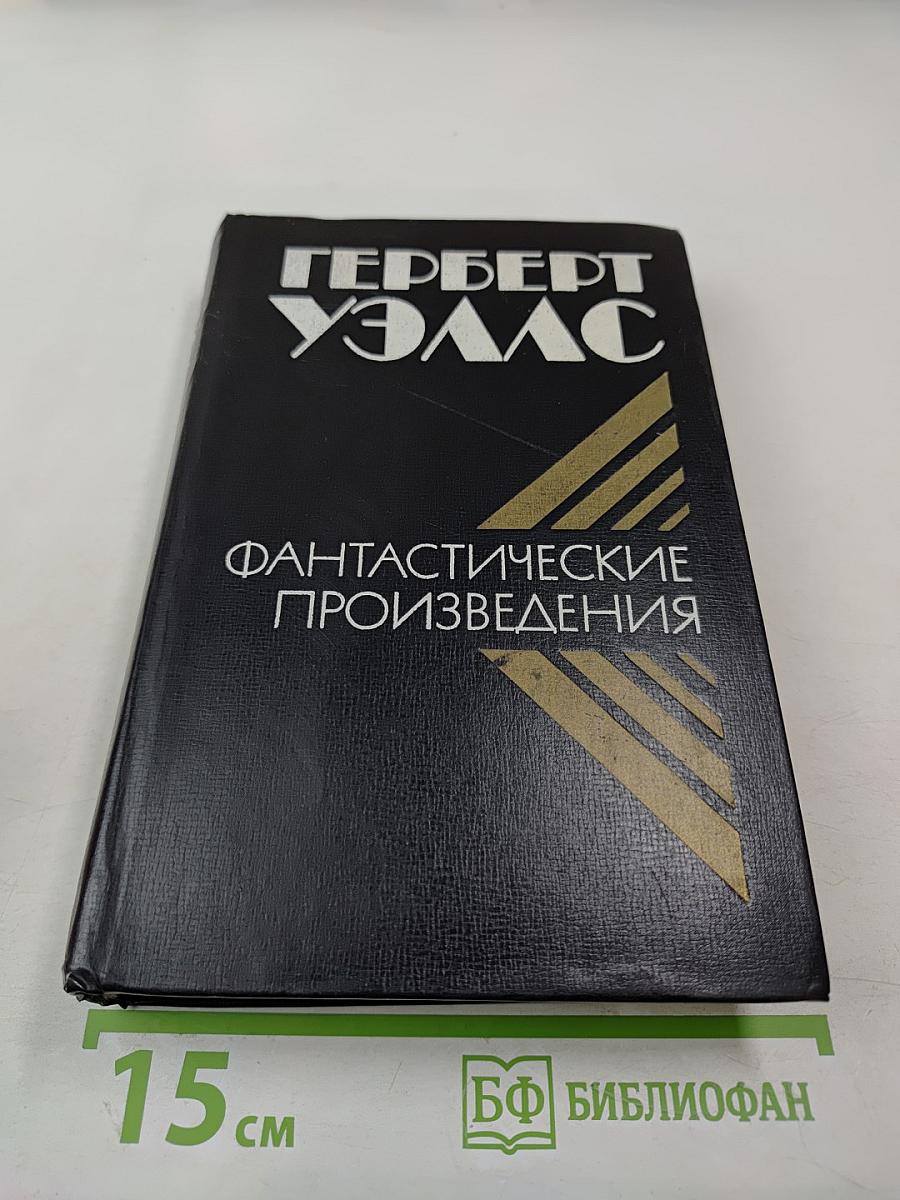 ГЕРБЕРТ
УЭЛЛС
ФАНТАСТИЧЕСКИЕ
ПРОИЗВЕДЕНИЯ
15 см
БФ БИБЛИОФАН